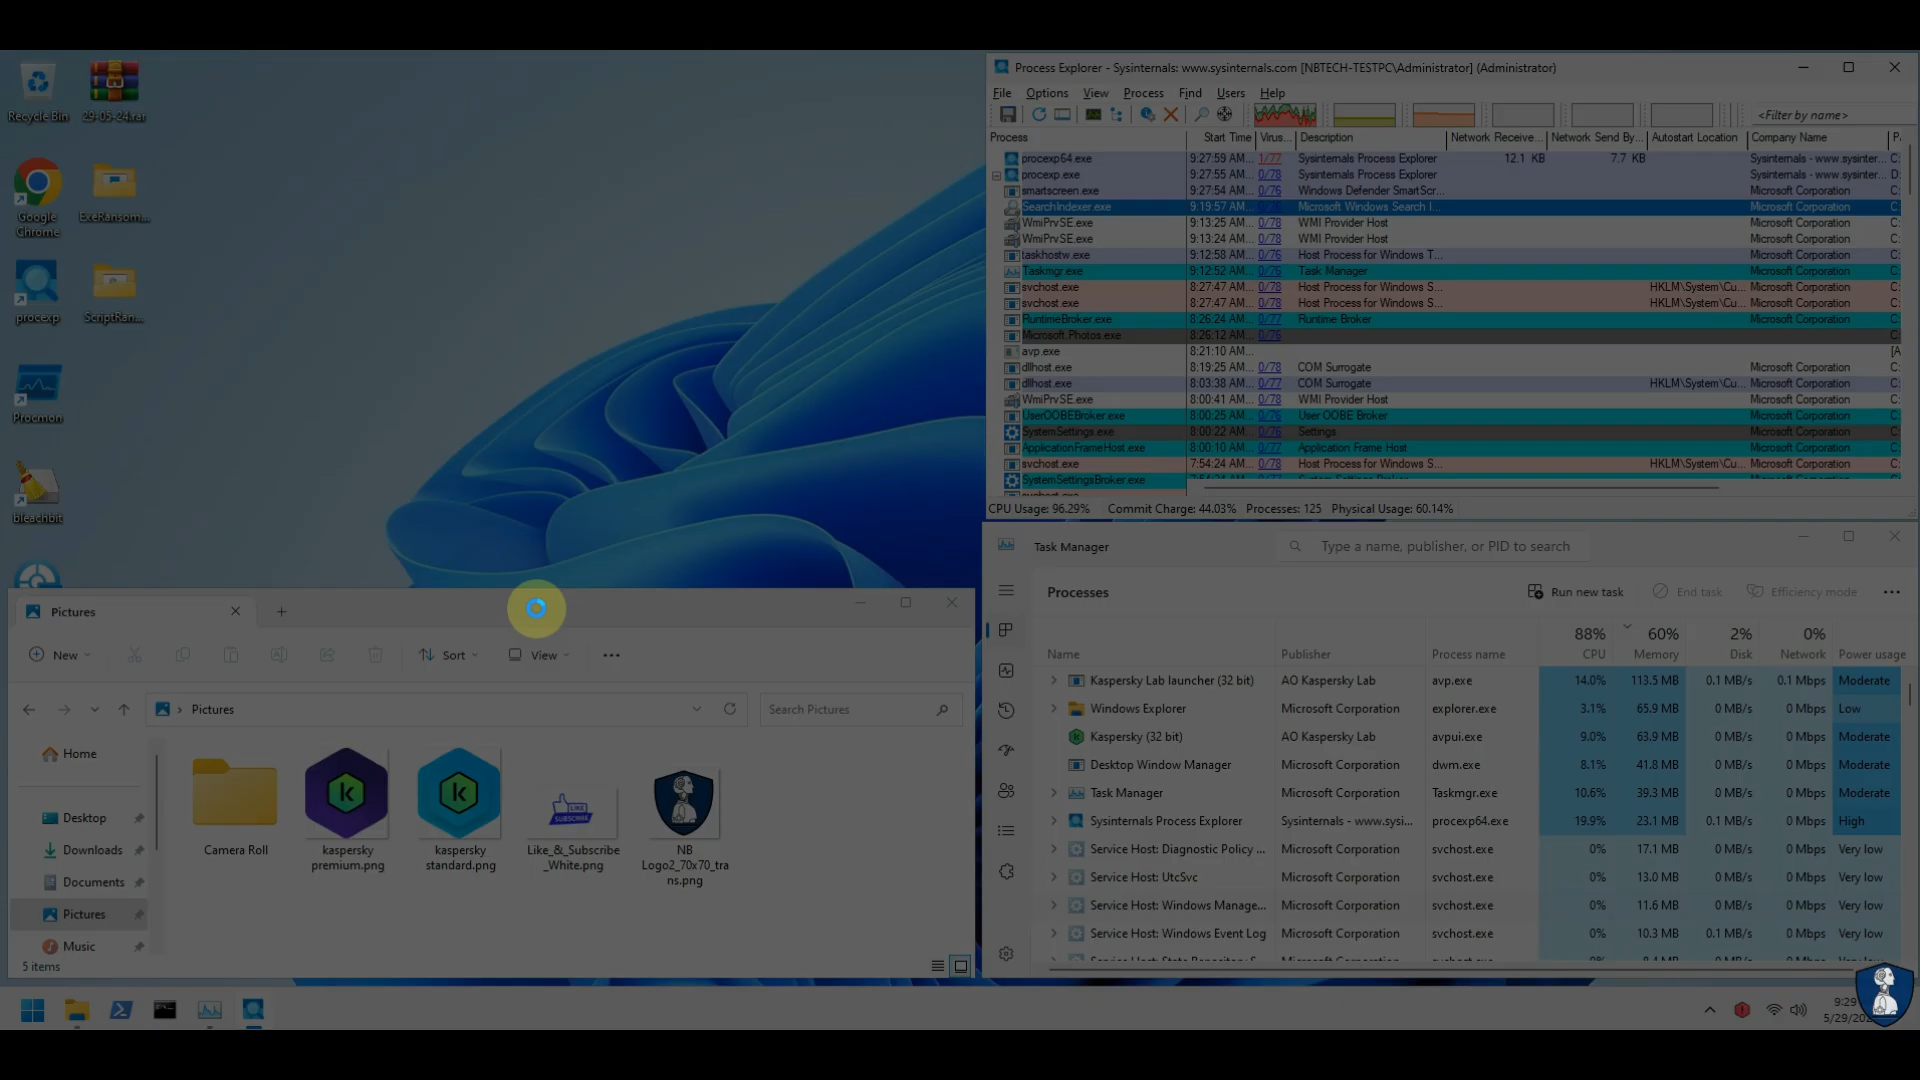 Recycle Bin
29-05-24.rar
Google Chrome
ExeRansom...
procexp
ScriptRan...
Procmon
bleachbit
Process Explorer - Sysinternals: www.sysinternals.com [NBTECH-TESTPC\Administrator] (Administrator)
File Options View Process Find Users Help
<Filter by name>
Process Start Time Virus... Description Network Receive... Network Send By... Autostart Location Company Name
procexp64.exe 9:27:59 AM... 1/77 Sysinternals Process Explorer 12.1 KB 7.7 KB Sysinternals - www.sysinter... C:
procexp.exe 9:27:55 AM... 0/78 Sysinternals Process Explorer Sysinternals - www.sysinter... D:
smartscreen.exe 9:27:54 AM... 0/76 Windows Defender SmartScr... Microsoft Corporation C:
SearchIndexer.exe 9:19:57 AM... Microsoft Windows Search I... Microsoft Corporation C:
WmiPrvSE.exe 9:13:25 AM... 0/78 WMI Provider Host Microsoft Corporation C:
WmiPrvSE.exe 9:13:24 AM... 0/78 WMI Provider Host Microsoft Corporation C:
taskhostw.exe 9:12:58 AM... 0/76 Host Process for Windows T... Microsoft Corporation C:
Taskmgr.exe 9:12:52 AM... 0/76 Task Manager Microsoft Corporation C:
svchost.exe 8:27:47 AM... 0/78 Host Process for Windows S... HKLM\System\Cu... Microsoft Corporation C:
svchost.exe 8:27:47 AM... 0/78 Host Process for Windows S... HKLM\System\Cu... Microsoft Corporation C:
RuntimeBroker.exe 8:26:24 AM... 0/77 Runtime Broker Microsoft Corporation C:
Microsoft.Photos.exe 8:26:12 AM... 0/76 C:
avp.exe 8:21:10 AM... [A
dllhost.exe 8:19:25 AM... 0/78 COM Surrogate Microsoft Corporation C:
dllhost.exe 8:03:38 AM... 0/77 COM Surrogate HKLM\System\Cu... Microsoft Corporation C:
WmiPrvSE.exe 8:00:41 AM... 0/78 WMI Provider Host Microsoft Corporation C:
UserOOBEBroker.exe 8:00:25 AM... 0/76 User OOBE Broker Microsoft Corporation C:
SystemSettings.exe 8:00:22 AM... 0/76 Settings Microsoft Corporation C:
ApplicationFrameHost.exe 8:00:10 AM... 0/77 Application Frame Host Microsoft Corporation C:
svchost.exe 7:54:24 AM... 0/78 Host Process for Windows S... HKLM\System\Cu... Microsoft Corporation C:
SystemSettingsBroker.exe
CPU Usage: 96.29% Commit Charge: 44.03% Processes: 125 Physical Usage: 60.14%
Task Manager
Type a name, publisher, or PID to search
Processes Run new task End task Efficiency mode
88% 60% 2% 0%
Name Publisher Process name CPU Memory Disk Network Power usage
Kaspersky Lab launcher (32 bit) AO Kaspersky Lab avp.exe 14.0% 113.5 MB 0.1 MB/s 0.1 Mbps Moderate
Windows Explorer Microsoft Corporation explorer.exe 3.1% 65.9 MB 0 MB/s 0 Mbps Low
Kaspersky (32 bit) AO Kaspersky Lab avpui.exe 9.0% 63.9 MB 0 MB/s 0 Mbps Moderate
Desktop Window Manager Microsoft Corporation dwm.exe 8.1% 41.8 MB 0 MB/s 0 Mbps Moderate
Task Manager Microsoft Corporation Taskmgr.exe 10.6% 39.3 MB 0 MB/s 0 Mbps Moderate
Sysinternals Process Explorer Sysinternals - www.sysi... procexp64.exe 19.9% 23.1 MB 0 MB/s 0 Mbps High
Service Host: Diagnostic Policy ... Microsoft Corporation svchost.exe 0% 17.1 MB 0 MB/s 0 Mbps Very low
Service Host: UtcSvc Microsoft Corporation svchost.exe 0% 13.0 MB 0 MB/s 0 Mbps Very low
Service Host: Windows Manage... Microsoft Corporation svchost.exe 0% 11.6 MB 0 MB/s 0 Mbps Very low
Service Host: Windows Event Log Microsoft Corporation svchost.exe 0% 10.3 MB 0.1 MB/s 0 Mbps Very low
Pictures
New Sort View
Pictures
Search Pictures
Home
Desktop
Downloads
Documents
Pictures
Music
Camera Roll
kaspersky premium.png
kaspersky standard.png
LIKE
SUBSCRIBE
Like_&_Subscribe
_White.png
NB
Logo2_70x70_tra
ns.png
5 items
9:29
5/29/20